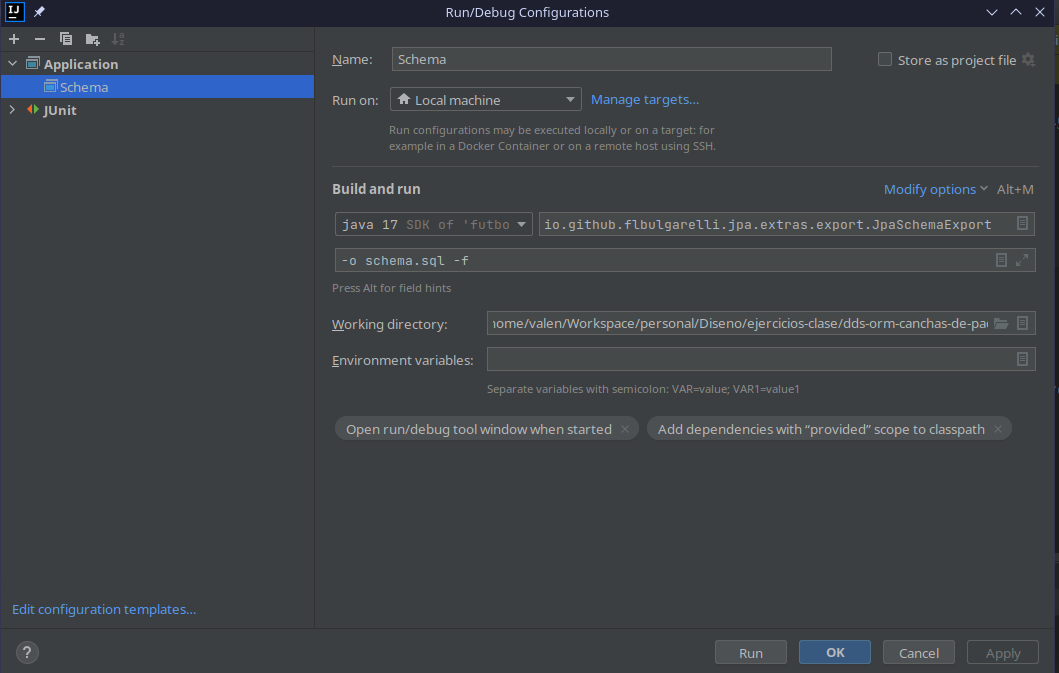 IJ
Run/Debug Configurations
Application
Schema
JUnit
Edit configuration templates...
Name: Schema
Store as project file
Run on: Local machine Manage targets...
Run configurations may be executed locally or on a target: for
example in a Docker Container or on a remote host using SSH.
Build and run Modify options Alt+M
java 17 SDK of 'futbo io.github.flbulgarelli.jpa.extras.export.JpaSchemaExport
-o schema.sql -f
Press Alt for field hints
Working directory: home/valen/Workspace/personal/Diseno/ejercicios-clase/dds-orm-canchas-de-pad
Environment variables:
Separate variables with semicolon: VAR=value; VAR1=value1
Open run/debug tool window when started × Add dependencies with “provided” scope to classpath ×
? Run OK Cancel Apply